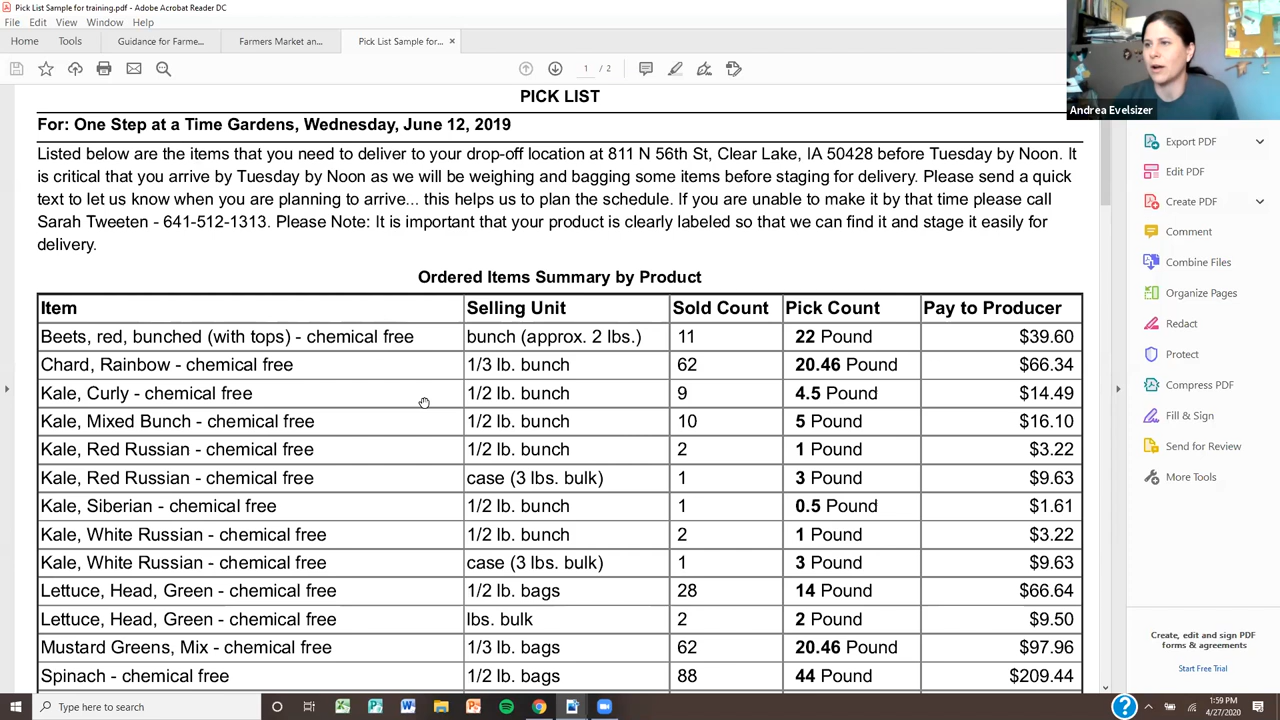 Pick List Sample for training.pdf - Adobe Acrobat Reader DC
File Edit View Window Help
Home Tools Guidance for Farme... Farmers Market an... Pick List Sample for...
1 / 2
Andrea Evelsizer
PICK LIST
For: One Step at a Time Gardens, Wednesday, June 12, 2019
Listed below are the items that you need to deliver to your drop-off location at 811 N 56th St, Clear Lake, IA 50428 before Tuesday by Noon. It
is critical that you arrive by Tuesday by Noon as we will be weighing and bagging some items before staging for delivery. Please send a quick
text to let us know when you are planning to arrive... this helps us to plan the schedule. If you are unable to make it by that time please call
Sarah Tweeten - 641-512-1313. Please Note: It is important that your product is clearly labeled so that we can find it and stage it easily for
delivery.
Ordered Items Summary by Product
Item Selling Unit Sold Count Pick Count Pay to Producer
Beets, red, bunched (with tops) - chemical free bunch (approx. 2 lbs.) 11 22 Pound $39.60
Chard, Rainbow - chemical free 1/3 lb. bunch 62 20.46 Pound $66.34
Kale, Curly - chemical free 1/2 lb. bunch 9 4.5 Pound $14.49
Kale, Mixed Bunch - chemical free 1/2 lb. bunch 10 5 Pound $16.10
Kale, Red Russian - chemical free 1/2 lb. bunch 2 1 Pound $3.22
Kale, Red Russian - chemical free case (3 lbs. bulk) 1 3 Pound $9.63
Kale, Siberian - chemical free 1/2 lb. bunch 1 0.5 Pound $1.61
Kale, White Russian - chemical free 1/2 lb. bunch 2 1 Pound $3.22
Kale, White Russian - chemical free case (3 lbs. bulk) 1 3 Pound $9.63
Lettuce, Head, Green - chemical free 1/2 lb. bags 28 14 Pound $66.64
Lettuce, Head, Green - chemical free lbs. bulk 2 2 Pound $9.50
Mustard Greens, Mix - chemical free 1/3 lb. bags 62 20.46 Pound $97.96
Spinach - chemical free 1/2 lb. bags 88 44 Pound $209.44
Export PDF
Edit PDF
Create PDF
Comment
Combine Files
Organize Pages
Redact
Protect
Compress PDF
Fill & Sign
Send for Review
More Tools
Create, edit and sign PDF
forms & agreements
Start Free Trial
Type here to search
1:59 PM
4/27/2020